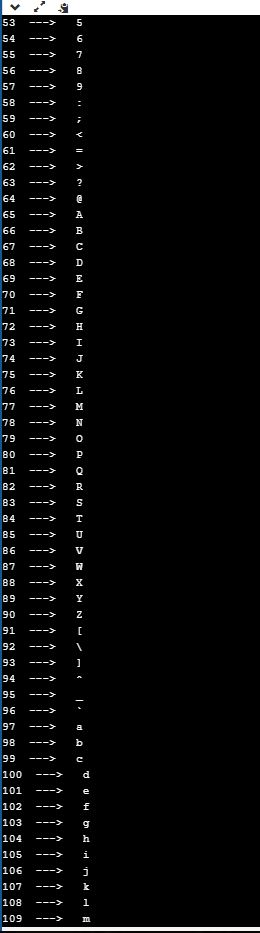 53 ---> 5
54 ---> 6
55 ---> 7
56 ---> 8
57 ---> 9
58 ---> :
59 ---> ;
60 ---> <
61 ---> =
62 ---> >
63 ---> ?
64 ---> @
65 ---> A
66 ---> B
67 ---> C
68 ---> D
69 ---> E
70 ---> F
71 ---> G
72 ---> H
73 ---> I
74 ---> J
75 ---> K
76 ---> L
77 ---> M
78 ---> N
79 ---> O
80 ---> P
81 ---> Q
82 ---> R
83 ---> S
84 ---> T
85 ---> U
86 ---> V
87 ---> W
88 ---> X
89 ---> Y
90 ---> Z
91 ---> [
92 ---> \
93 ---> ]
94 ---> ^
95 ---> _
96 ---> `
97 ---> a
98 ---> b
99 ---> c
100 ---> d
101 ---> e
102 ---> f
103 ---> g
104 ---> h
105 ---> i
106 ---> j
107 ---> k
108 ---> l
109 ---> m